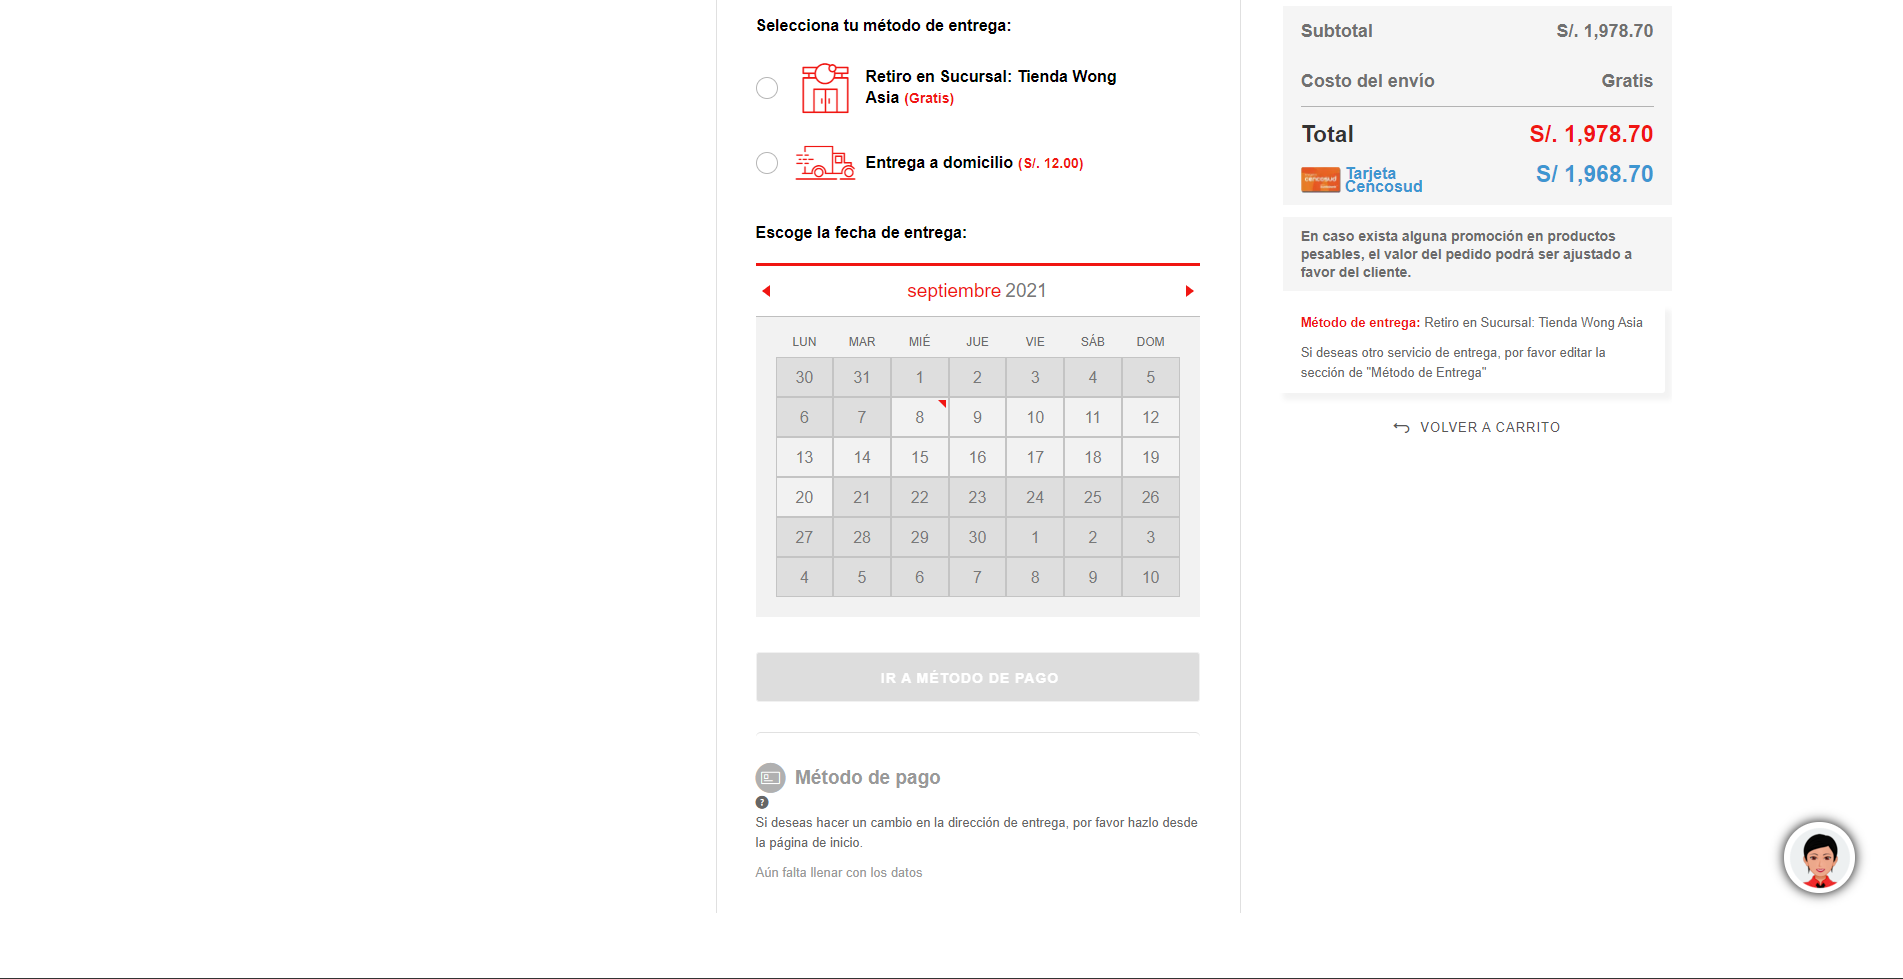 Selecciona tu método de entrega:
Retiro en Sucursal: Tienda Wong
Asia (Gratis)
Entrega a domicilio (S/. 12.00)
Escoge la fecha de entrega:
septiembre 2021
LUN MAR MIÉ JUE VIE SÁB DOM
30 31 1 2 3 4 5
6 7 8 9 10 11 12
13 14 15 16 17 18 19
20 21 22 23 24 25 26
27 28 29 30 1 2 3
4 5 6 7 8 9 10
IR A MÉTODO DE PAGO
Método de pago
?
Si deseas hacer un cambio en la dirección de entrega, por favor hazlo desde
la página de inicio.
Aún falta llenar con los datos
Subtotal S/. 1,978.70
Costo del envío Gratis
Total S/. 1,978.70
cencosud
Tarjeta
Cencosud S/ 1,968.70
En caso exista alguna promoción en productos
pesables, el valor del pedido podrá ser ajustado a
favor del cliente.
Método de entrega: Retiro en Sucursal: Tienda Wong Asia
Si deseas otro servicio de entrega, por favor editar la
sección de "Método de Entrega"
VOLVER A CARRITO